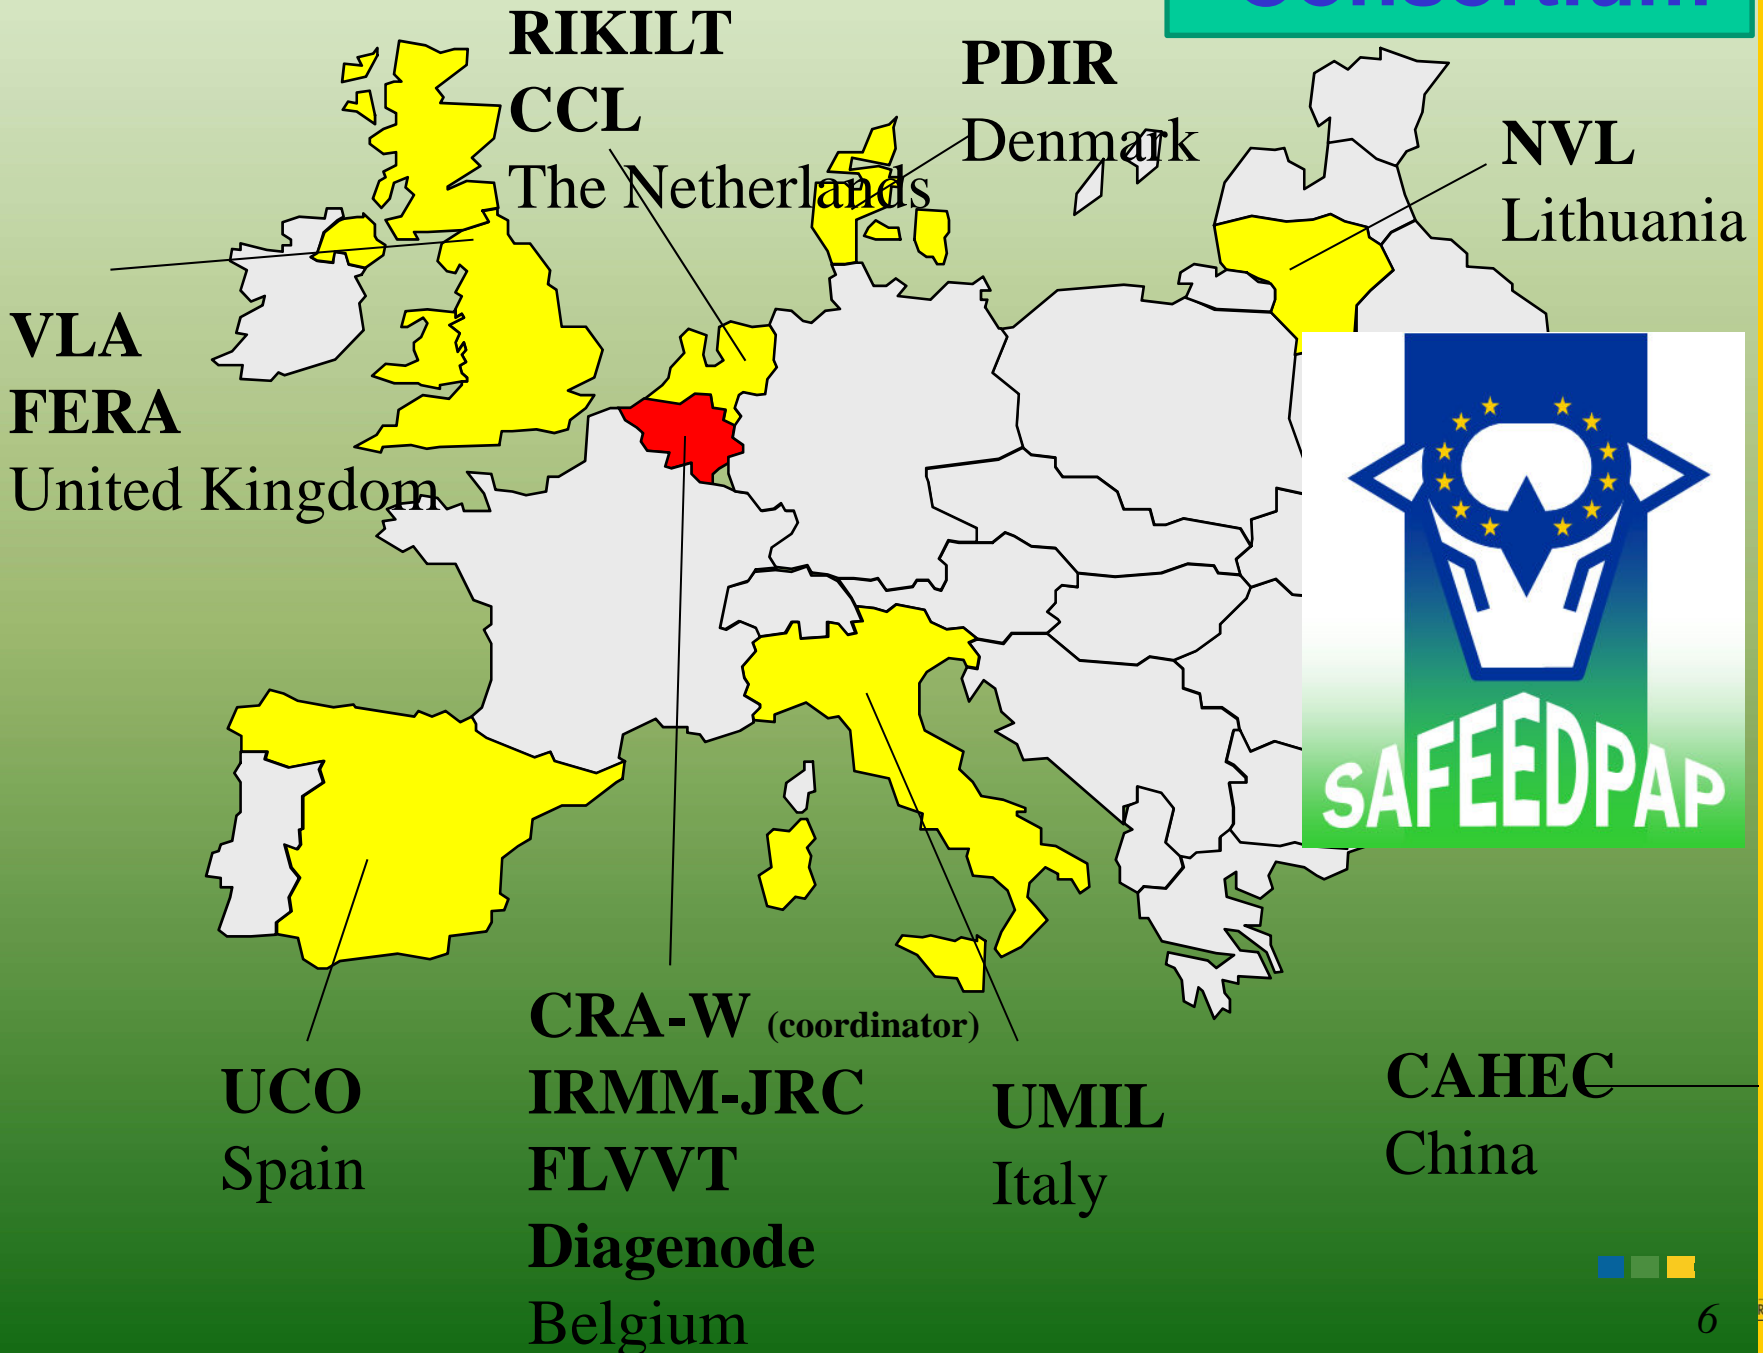 Consortium
RIKILT
CCL
The Netherlands
PDIR
Denmark
NVL
Lithuania
VLA
FERA
United Kingdom
SAFEEDPAP
CRA-W (coordinator)
IRMM-JRC
FLVVT
Diagenode
Belgium
UCO
Spain
UMIL
Italy
CAHEC
China
6